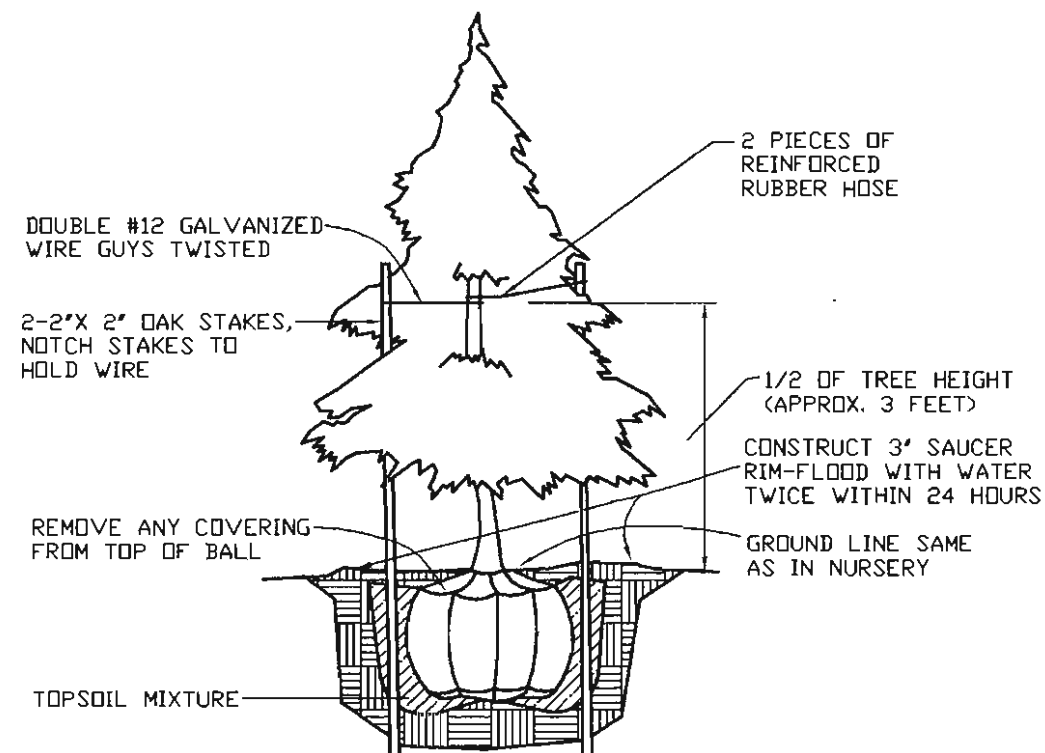 2 PIECES OF
REINFORCED
RUBBER HOSE
DOUBLE #12 GALVANIZED
WIRE GUYS TWISTED
2-2"X 2" OAK STAKES,
NOTCH STAKES TO
HOLD WIRE
1/2 OF TREE HEIGHT
(APPROX. 3 FEET)
CONSTRUCT 3" SAUCER
RIM-FLOOD WITH WATER
TWICE WITHIN 24 HOURS
REMOVE ANY COVERING
FROM TOP OF BALL
GROUND LINE SAME
AS IN NURSERY
TOPSOIL MIXTURE